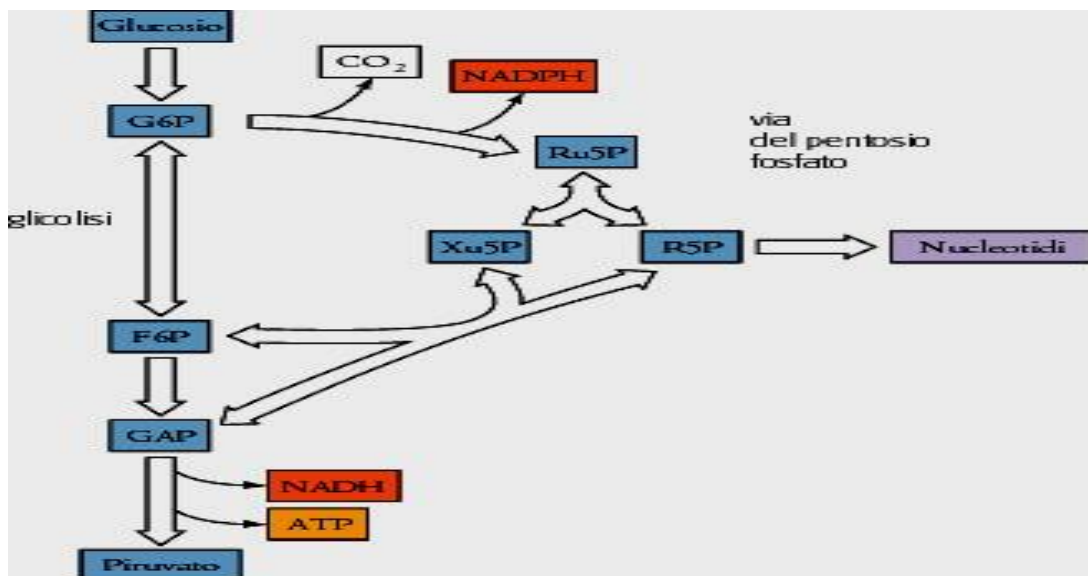 Glucosio
CO2
NADPH
G6P
via
del pentosio
fosfato
Ru5P
glicolisi
Xu5P
R5P
Nucleotidi
F6P
GAP
NADH
ATP
Piruvato